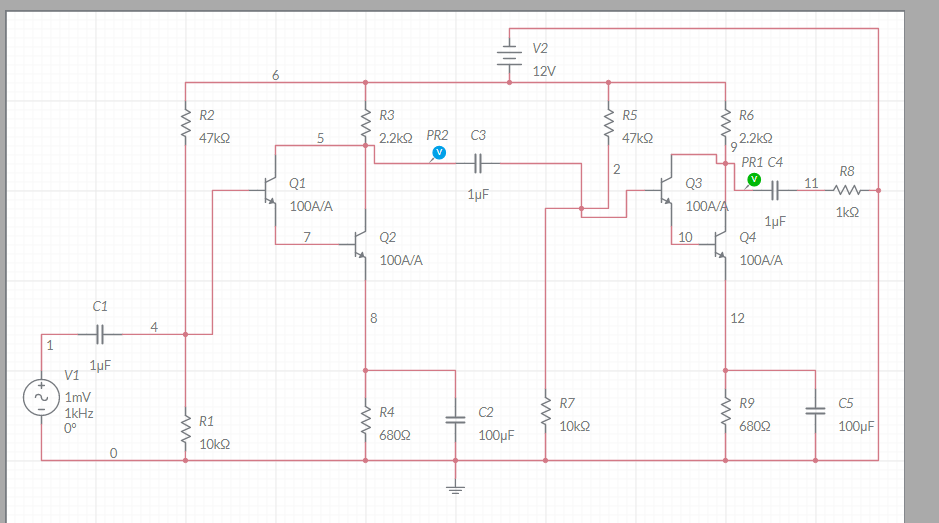 V2
12V
6
R2
47kΩ
R3
2.2kΩ
R5
47kΩ
R6
2.2kΩ
5
PR2
V
C3
1µF
9
2
PR1
V
C4
1µF
11
R8
1kΩ
Q1
100A/A
Q3
100A/A
7
Q2
100A/A
10
Q4
100A/A
C1
1µF
4
1
8
12
V1
1mV
1kHz
0°
R1
10kΩ
R4
680Ω
C2
100µF
R7
10kΩ
R9
680Ω
C5
100µF
0